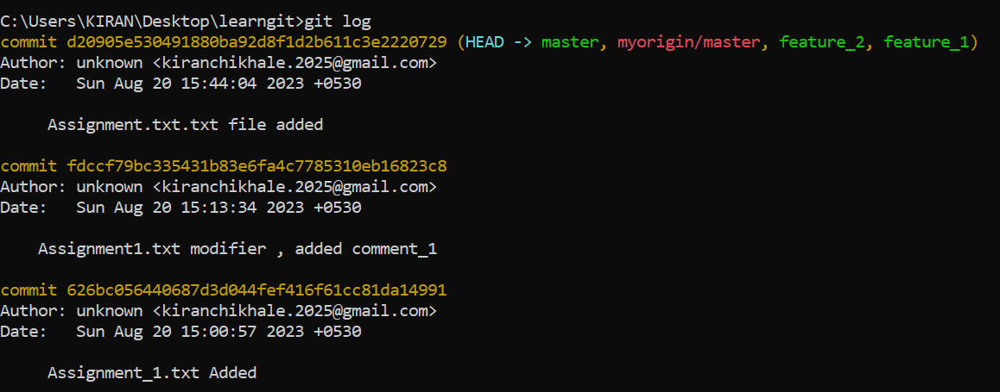 C:\Users\KIRAN\Desktop\learngit>git log
commit d20905e530491880ba92d8f1d2b611c3e2220729 (HEAD -> master, myorigin/master, feature_2, feature_1)
Author: unknown <kiranchikhale.2025@gmail.com>
Date:   Sun Aug 20 15:44:04 2023 +0530
Assignment.txt.txt file added
commit fdccf79bc335431b83e6fa4c7785310eb16823c8
Author: unknown <kiranchikhale.2025@gmail.com>
Date:   Sun Aug 20 15:13:34 2023 +0530
Assignment1.txt modifier , added comment_1
commit 626bc056440687d3d044fef416f61cc81da14991
Author: unknown <kiranchikhale.2025@gmail.com>
Date:   Sun Aug 20 15:00:57 2023 +0530
Assignment_1.txt Added